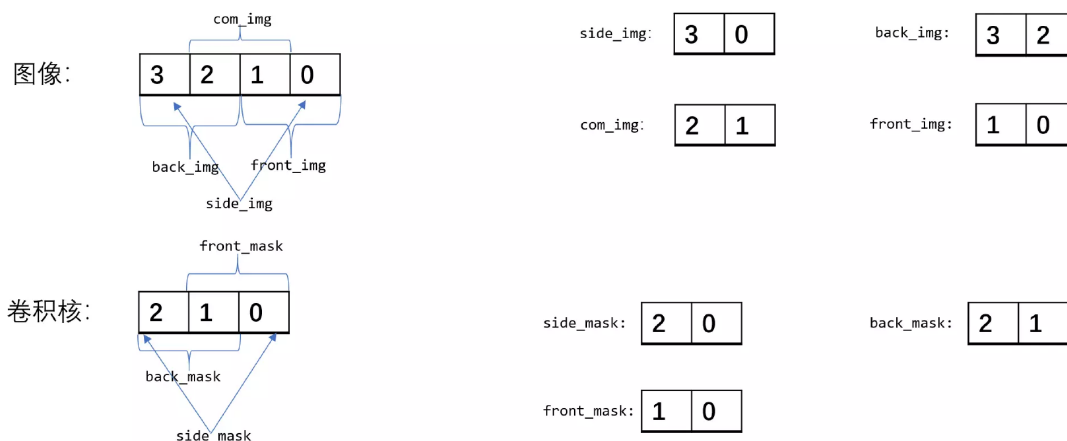 com_img
图像:
3 2 1 0
back_img
front_img
side_img
side_img: 3 0
back_img: 3 2
com_img: 2 1
front_img: 1 0
front_mask
卷积核:
2 1 0
back_mask
side mask
side_mask: 2 0
back_mask: 2 1
front_mask: 1 0